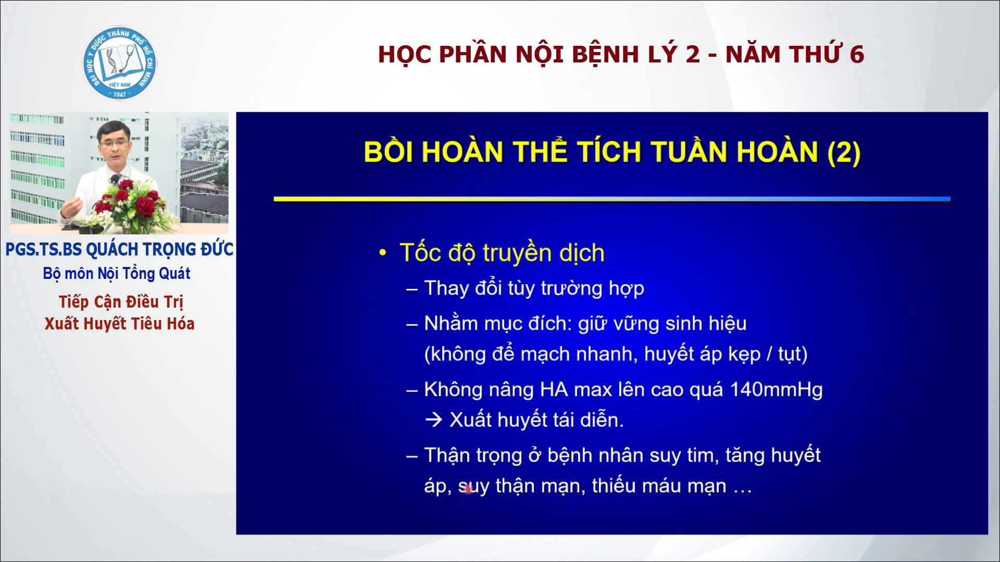 ĐẠI HỌC Y DƯỢC THÀNH PHỐ HỒ CHÍ MINH
VIỆT NAM
1947
HỌC PHẦN NỘI BỆNH LÝ 2 - NĂM THỨ 6
PGS.TS.BS QUÁCH TRỌNG ĐỨC
Bộ môn Nội Tổng Quát
Tiếp Cận Điều Trị
Xuất Huyết Tiêu Hóa
BỒI HOÀN THỂ TÍCH TUẦN HOÀN (2)
• Tốc độ truyền dịch
– Thay đổi tùy trường hợp
– Nhằm mục đích: giữ vững sinh hiệu
(không để mạch nhanh, huyết áp kẹp / tụt)
– Không nâng HA max lên cao quá 140mmHg
→ Xuất huyết tái diễn.
– Thận trọng ở bệnh nhân suy tim, tăng huyết
áp, suy thận mạn, thiếu máu mạn …